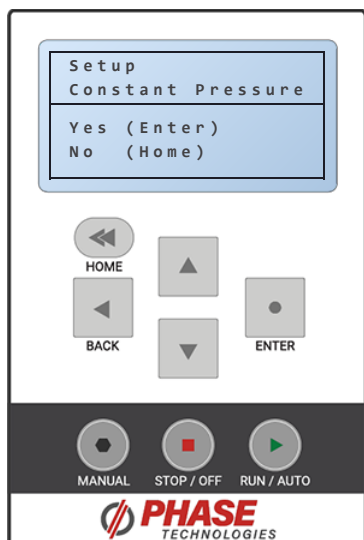 Setup
Constant Pressure
Yes (Enter)
No (Home)
HOME
BACK
ENTER
MANUAL
STOP / OFF
RUN / AUTO
PHASE
TECHNOLOGIES